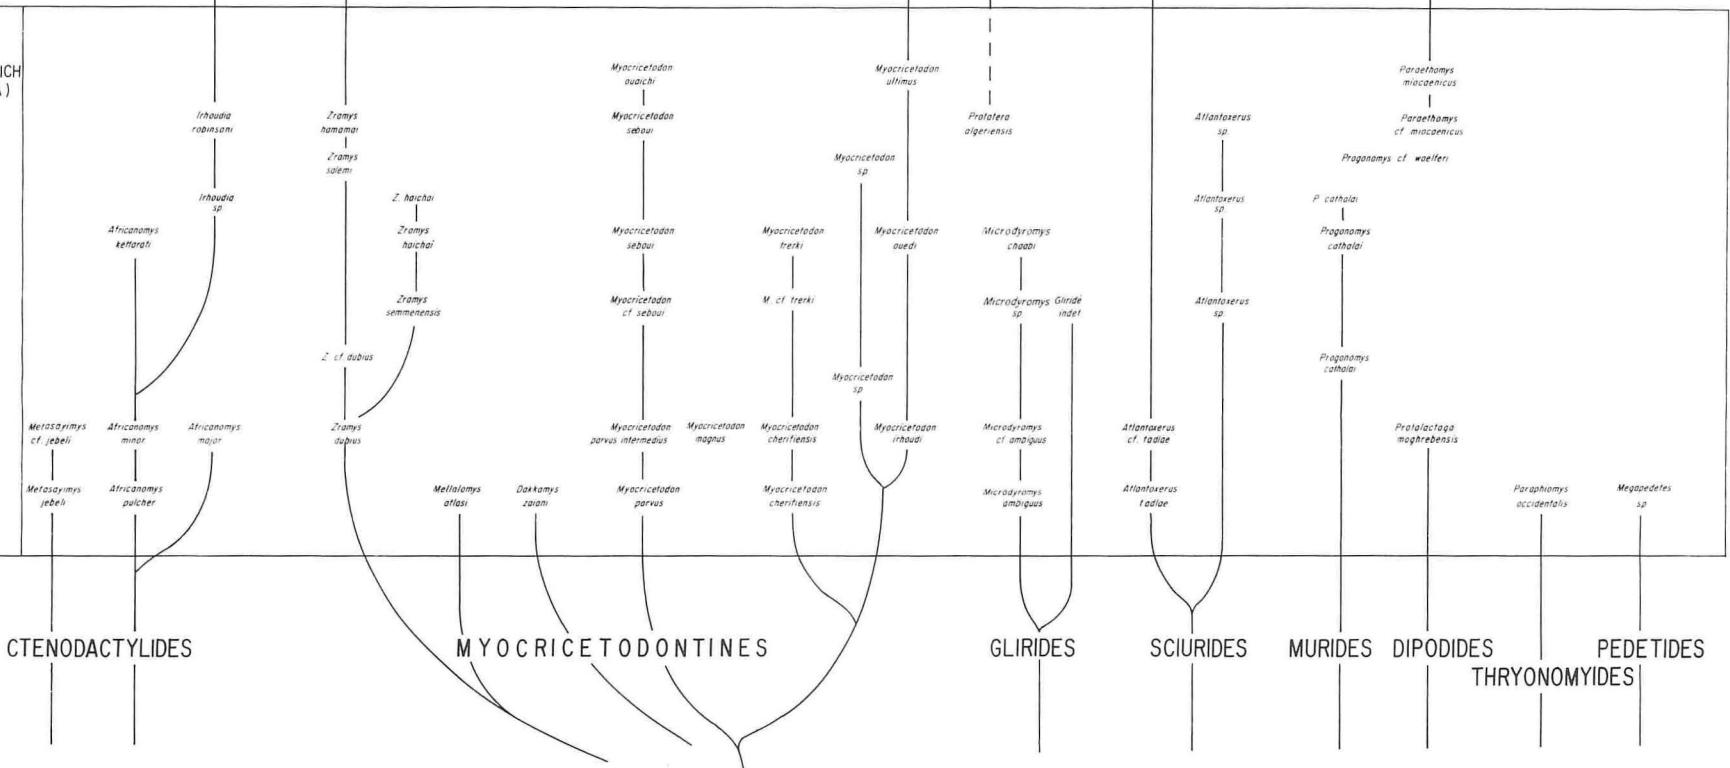 ICH
Myocricetodon
ouaichi
Myocricetodon
ultimus
Paraethomys
miocaenicus
Irhoudia
robinsoni
Zramys
hamamai
Myocricetodon
seboui
Protatera
algeriensis
Atlantoxerus
sp.
Paraethomys
cf miocaenicus
Zramys
salemi
Myocricetodon
sp
Progonomys cf woelferi
Irhoudia
sp
Z. haichai
Atlantoxerus
sp.
P cathalai
Africanomys
kettarati
Zramys
haichai
Myocricetodon
seboui
Myocricetodon
trerki
Myocricetodon
ouedi
Microdyromys
chaabi
Progonomys
cathalai
Zramys
semmenensis
Myocricetodon
cf seboui
M. cf trerki
Microdyromys
sp
Gliridé
indet
Atlantoxerus
sp.
Z. cf dubius
Progonomys
cathalai
Myocricetodon
sp
Metasayimys
cf. jebeli
Africanomys
minor
Africanomys
major
Zramys
dubius
Myocricetodon
parvus intermedius
Myocricetodon
magnus
Myocricetodon
cherifiensis
Myocricetodon
irhoudi
Microdyromys
cf ambiguus
Atlantoxerus
cf. tadlae
Protalactaga
moghrebensis
Metasayimys
jebeli
Africanomys
pulcher
Mellalomys
atlasi
Dakkamys
zaiani
Myocricetodon
parvus
Myocricetodon
cherifiensis
Microdyromys
ambiguus
Atlantoxerus
tadlae
Paraphiomys
occidentalis
Megapedetes
sp
CTENODACTYLIDES
MYOCRICETODONTINES
GLIRIDES
SCIURIDES
MURIDES
DIPODIDES
PEDETIDES
THRYONOMYIDES